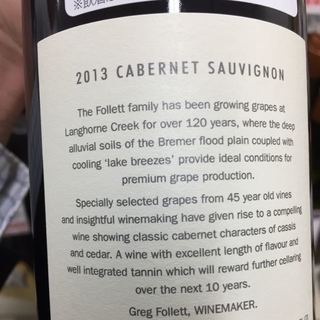 2013 CABERNET SAUVIGNON
The Follett family has been growing grapes at
Langhorne Creek for over 120 years, where the deep
alluvial soils of the Bremer flood plain coupled with
cooling 'lake breezes' provide ideal conditions for
premium grape production.
Specially selected grapes from 45 year old vines
and insightful winemaking have given rise to a compelling
wine showing classic cabernet characters of cassis
and cedar. A wine with excellent length of flavour and
well integrated tannin which will reward further cellaring
over the next 10 years.
Greg Follett, WINEMAKER.